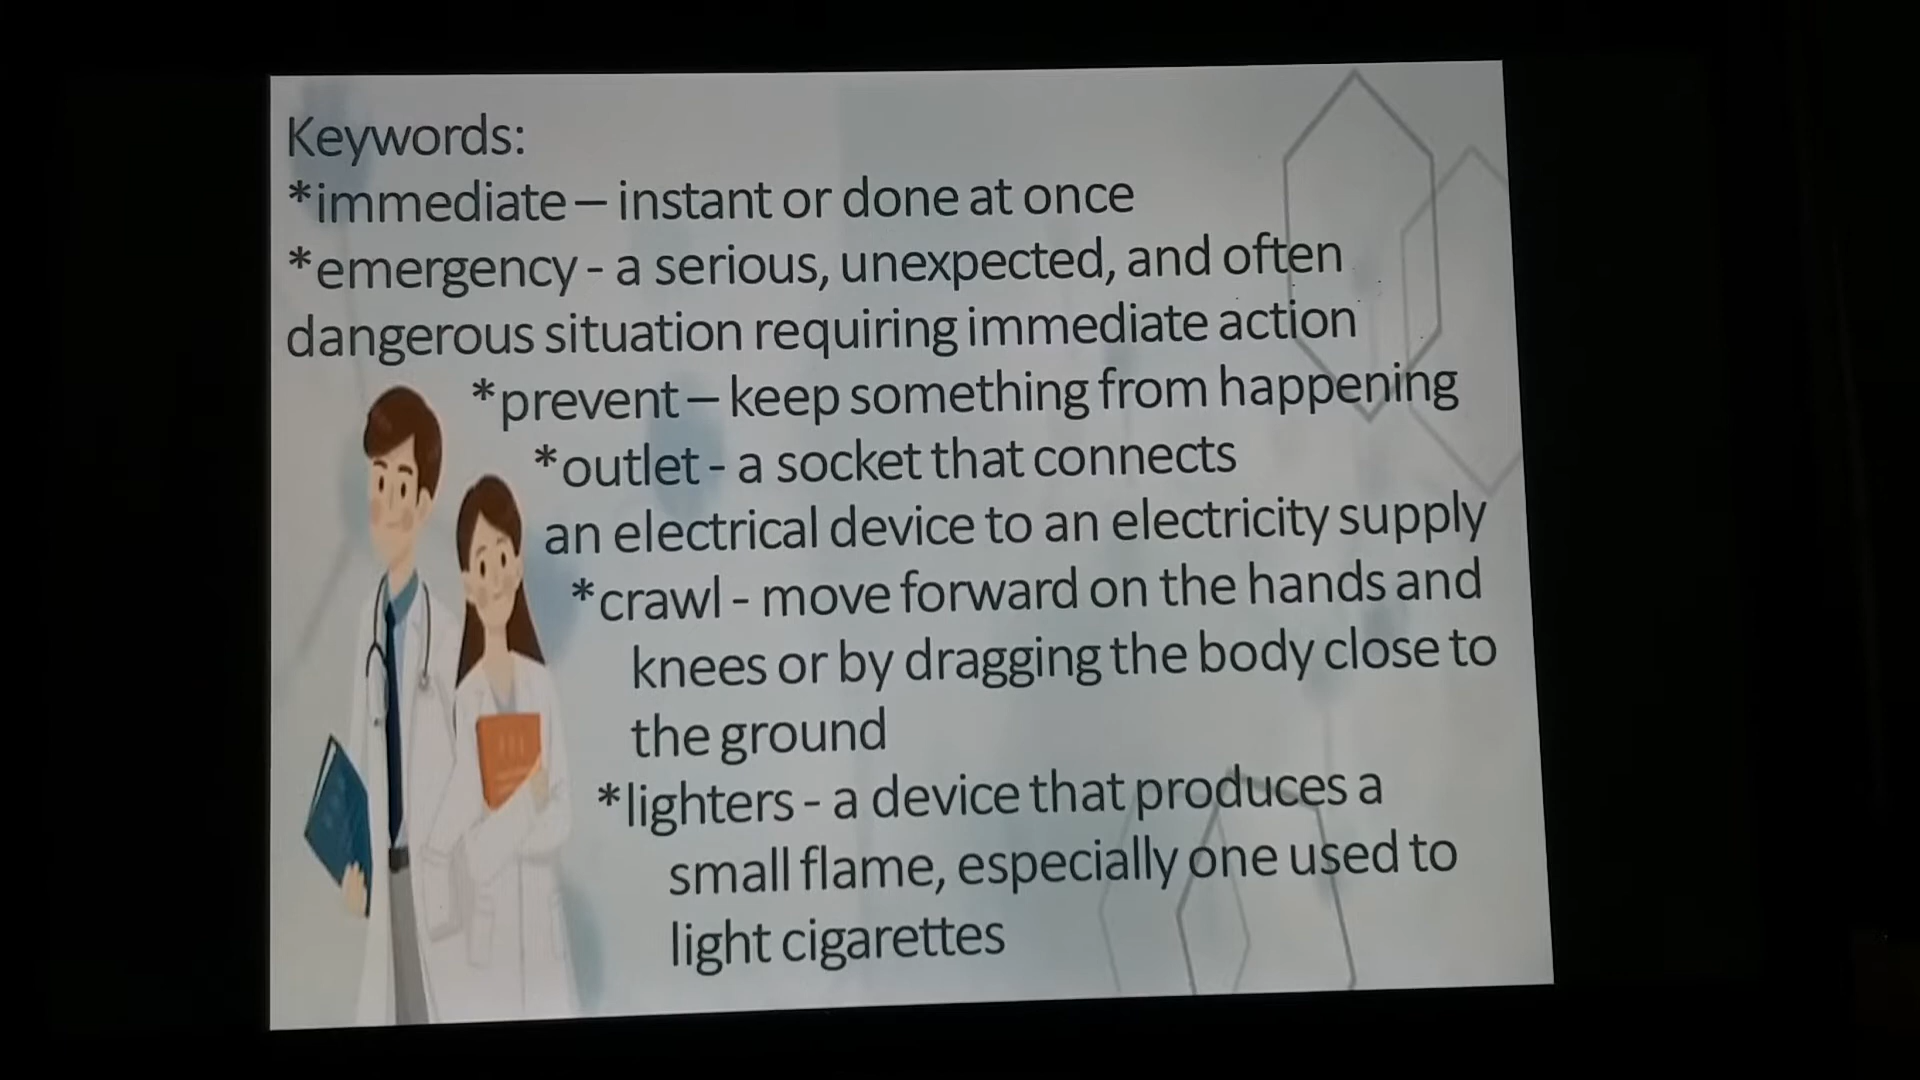 Keywords:
*immediate – instant or done at once
*emergency - a serious, unexpected, and often
dangerous situation requiring immediate action
*prevent – keep something from happening
*outlet - a socket that connects
an electrical device to an electricity supply
*crawl - move forward on the hands and
knees or by dragging the body close to
the ground
*lighters - a device that produces a
small flame, especially one used to
light cigarettes